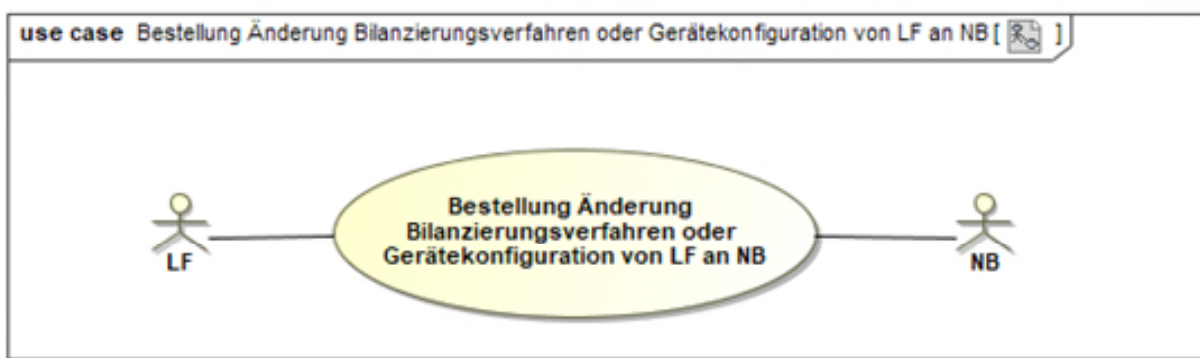 use case Bestellung Änderung Bilanzierungsverfahren oder Gerätekonfiguration von LF an NB [ ]
Bestellung Änderung
Bilanzierungsverfahren oder
Gerätekonfiguration von LF an NB
LF
NB